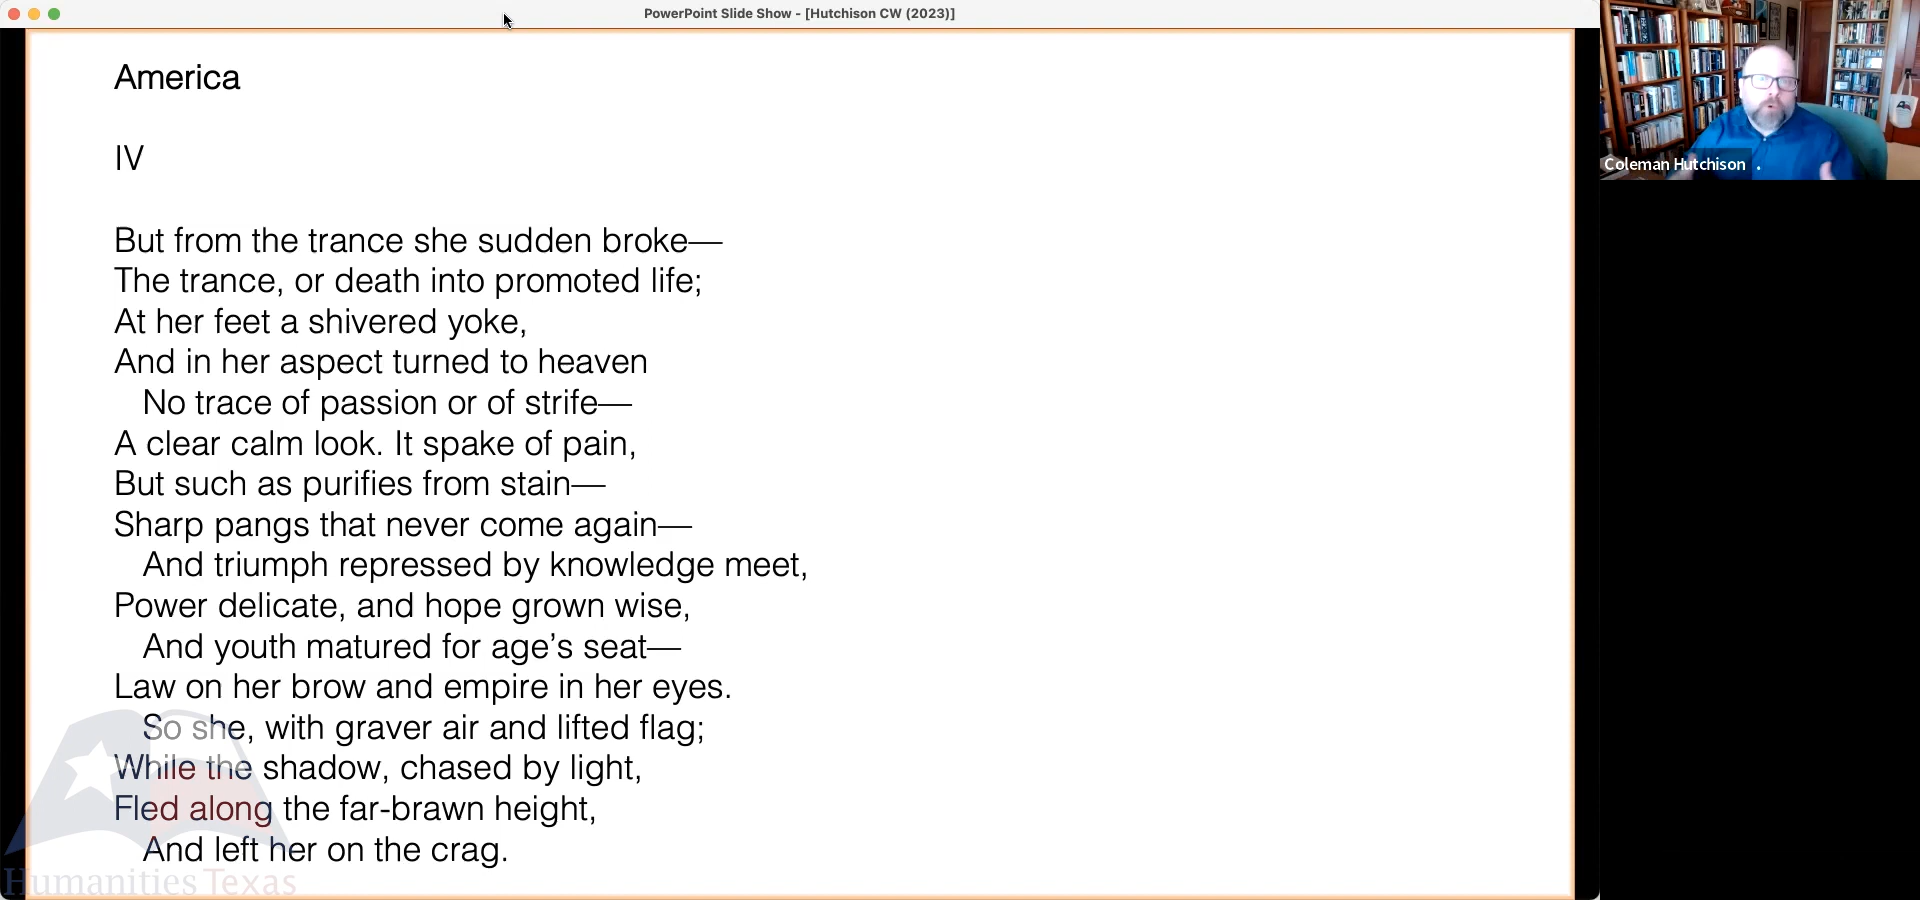 PowerPoint Slide Show - [Hutchison CW (2023)]
America
IV
But from the trance she sudden broke—
The trance, or death into promoted life;
At her feet a shivered yoke,
And in her aspect turned to heaven
No trace of passion or of strife—
A clear calm look. It spake of pain,
But such as purifies from stain—
Sharp pangs that never come again—
And triumph repressed by knowledge meet,
Power delicate, and hope grown wise,
And youth matured for age’s seat—
Law on her brow and empire in her eyes.
So she, with graver air and lifted flag;
While the shadow, chased by light,
Fled along the far-brawn height,
And left her on the crag.
Humanities Texas
Coleman Hutchison .